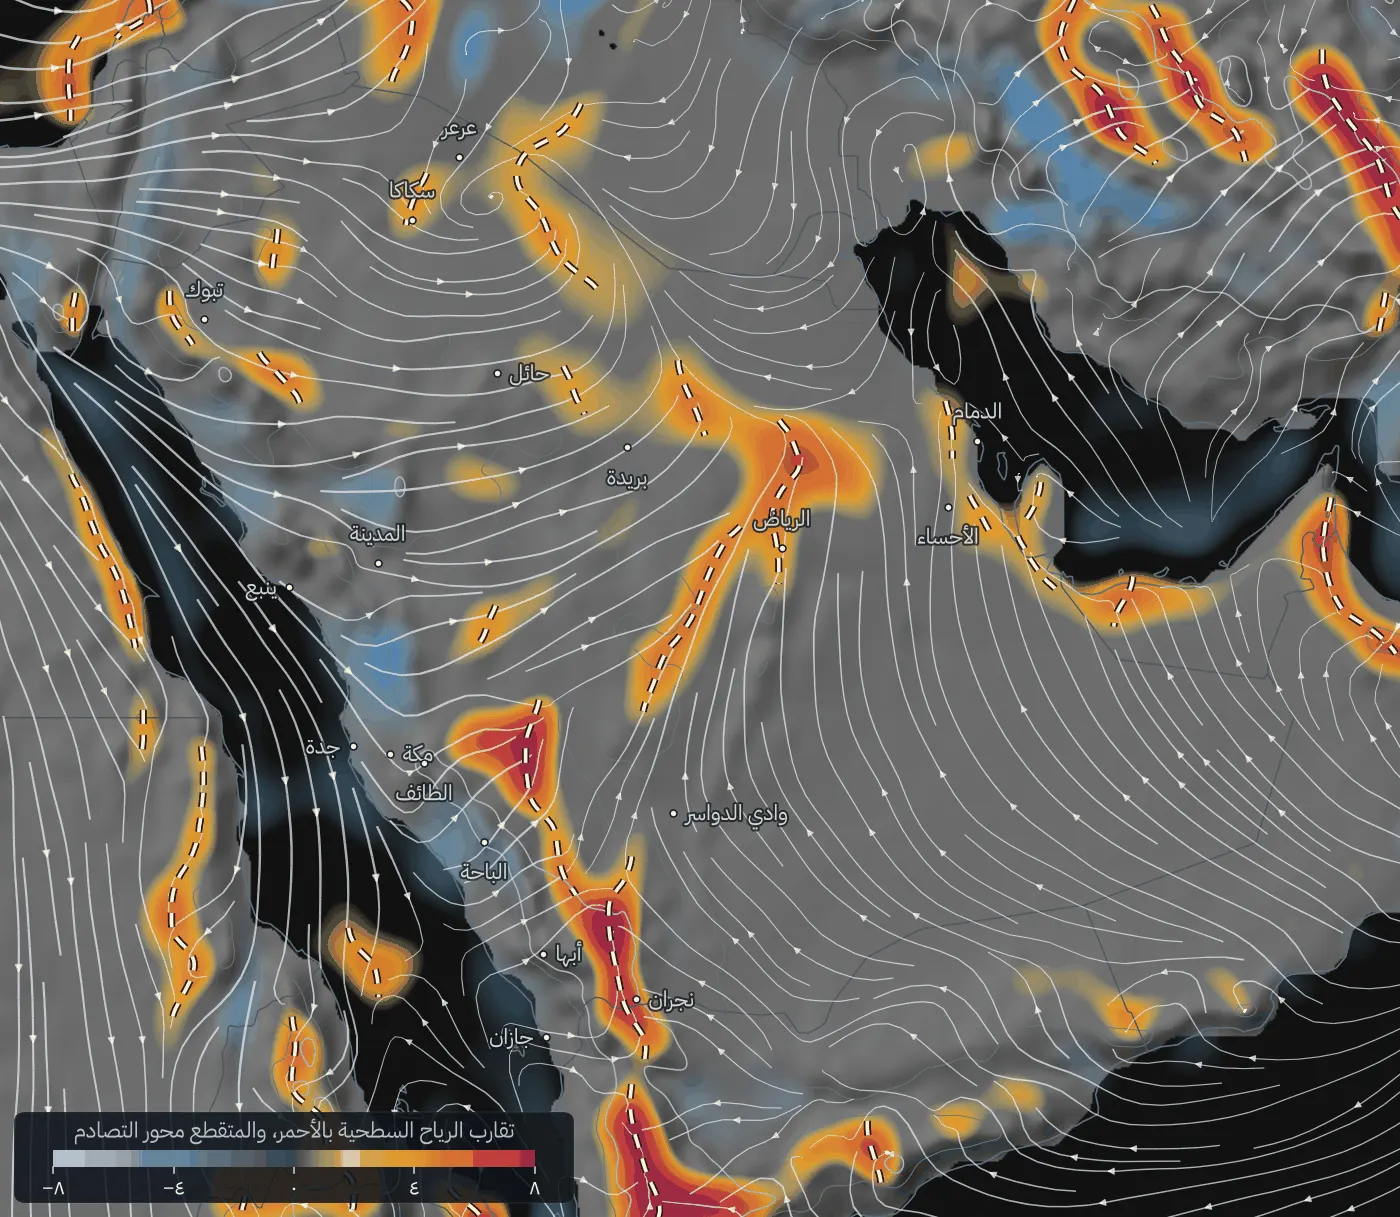 عرعر
سكاكا
تبوك
حائل
الدمام
بريدة
الرياض
المدينة
الأحساء
ينبع
جدة
مكة
الطائف
وادي الدواسر
الباحة
أبها
نجران
جازان
تقارب الرياح السطحية بالأحمر، والمتقطع محور التصادم
−٨ −٤ ٠ ٤ ٨